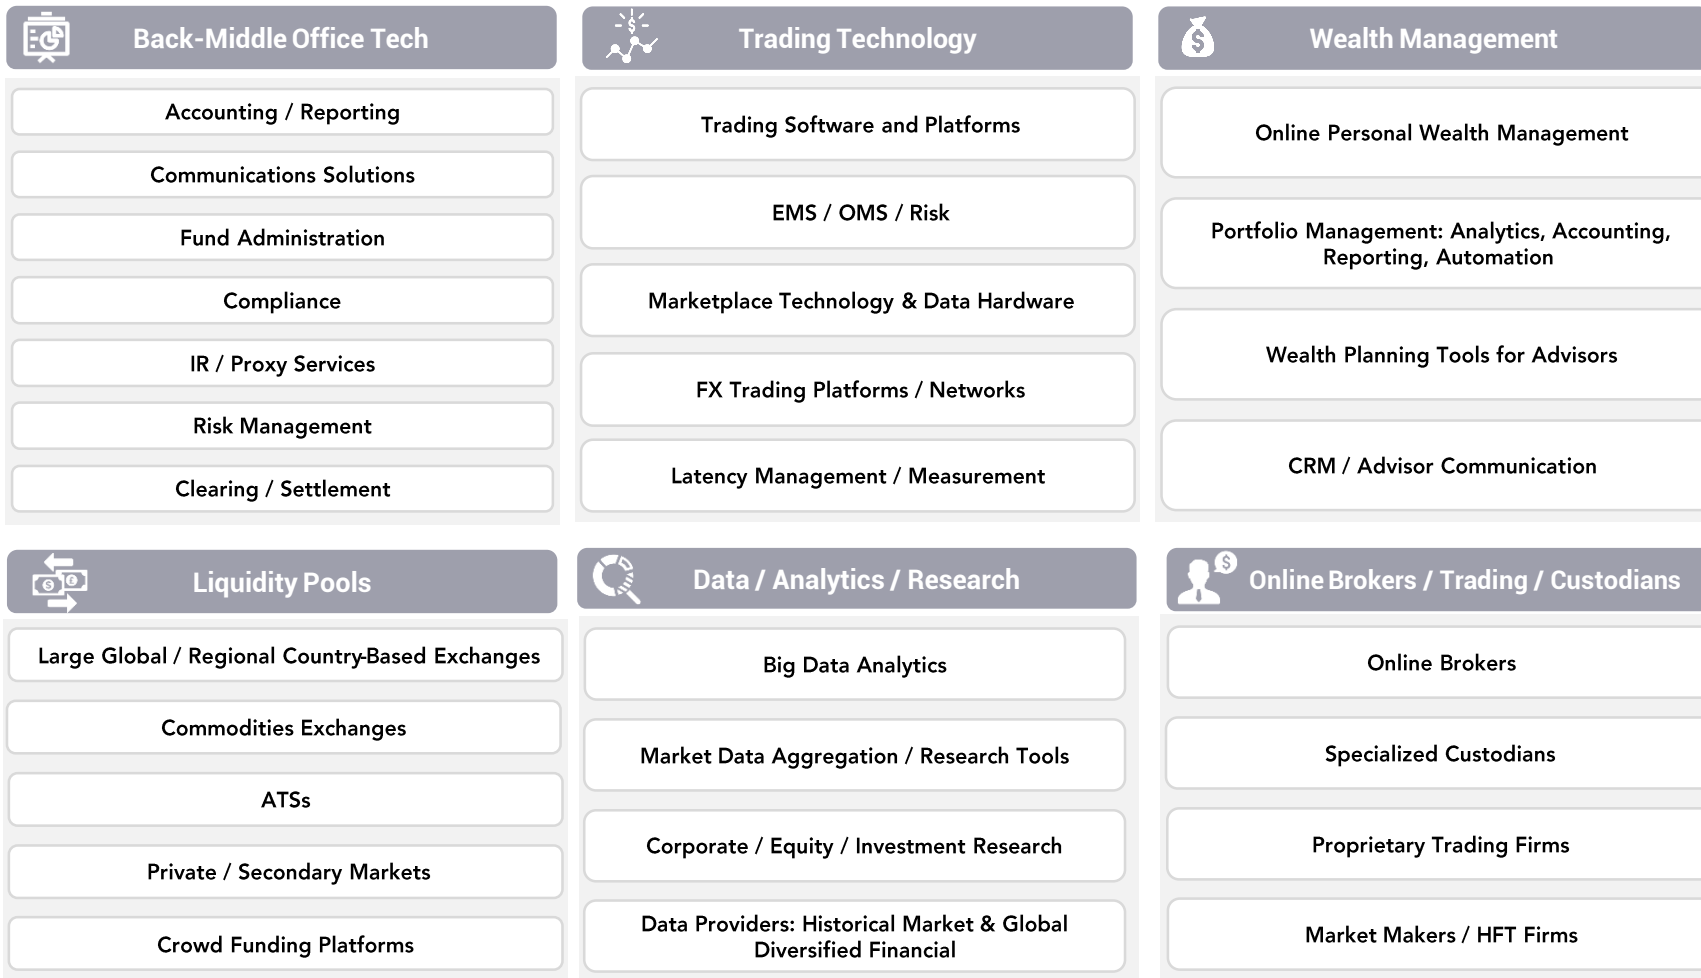 Back-Middle Office Tech
Accounting / Reporting
Communications Solutions
Fund Administration
Compliance
IR / Proxy Services
Risk Management
Clearing / Settlement
Trading Technology
Trading Software and Platforms
EMS / OMS / Risk
Marketplace Technology & Data Hardware
FX Trading Platforms / Networks
Latency Management / Measurement
Wealth Management
Online Personal Wealth Management
Portfolio Management: Analytics, Accounting,
Reporting, Automation
Wealth Planning Tools for Advisors
CRM / Advisor Communication
Liquidity Pools
Large Global / Regional Country-Based Exchanges
Commodities Exchanges
ATSs
Private / Secondary Markets
Crowd Funding Platforms
Data / Analytics / Research
Big Data Analytics
Market Data Aggregation / Research Tools
Corporate / Equity / Investment Research
Data Providers: Historical Market & Global
Diversified Financial
Online Brokers / Trading / Custodians
Online Brokers
Specialized Custodians
Proprietary Trading Firms
Market Makers / HFT Firms